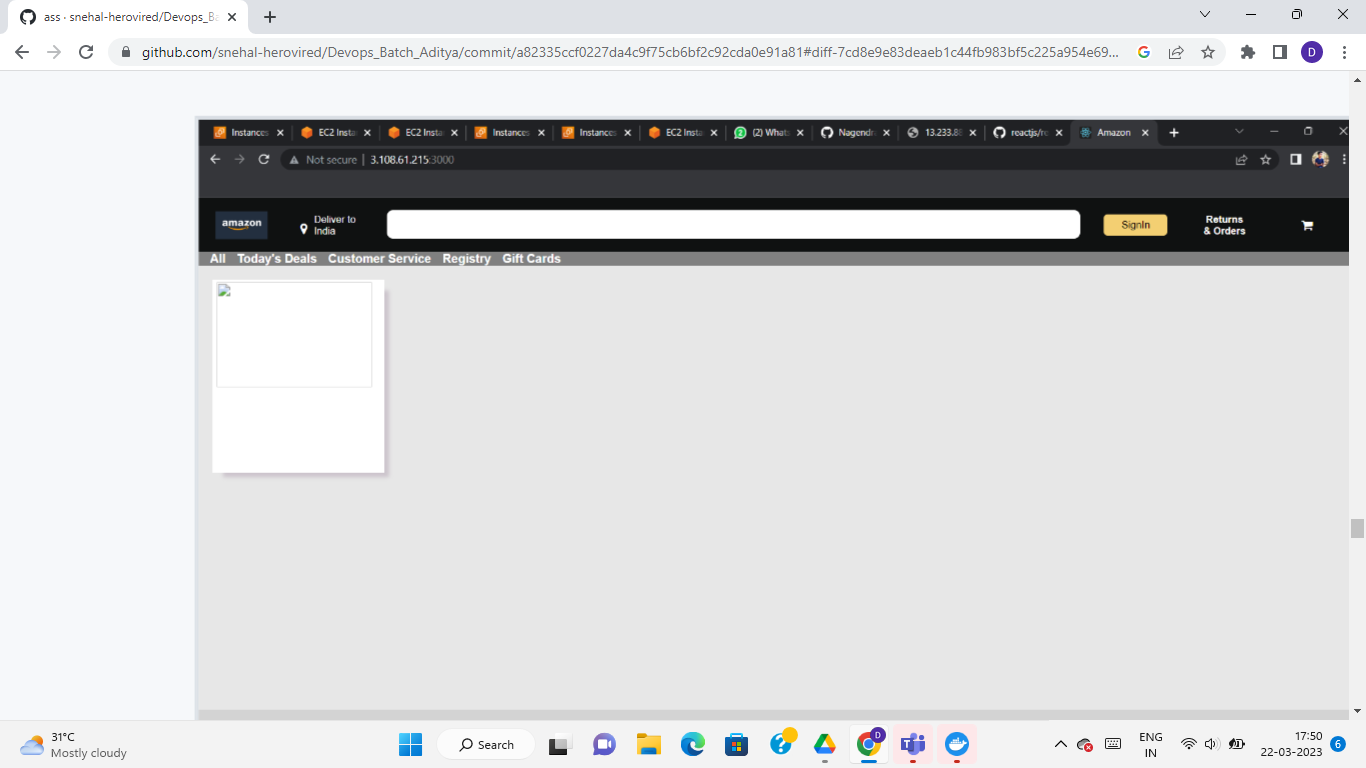 ass · snehal-herovired/Devops_Ba
github.com/snehal-herovired/Devops_Batch_Aditya/commit/a82335ccf0227da4c9f75cb6bf2c92cda0e91a81#diff-7cd8e9e83deaeb1c44fb983bf5c225a954e69...
D
Instances
EC2 Insta
EC2 Insta
Instances
Instances
EC2 Insta
(2) Whats
Nagendr
13.233.88
reactjs/re
Amazon
Not secure
3.108.61.215:3000
amazon
Deliver to
India
SignIn
Returns
& Orders
All Today's Deals Customer Service Registry Gift Cards
31°C
Mostly cloudy
Search
D
ENG
IN
17:50
22-03-2023
6